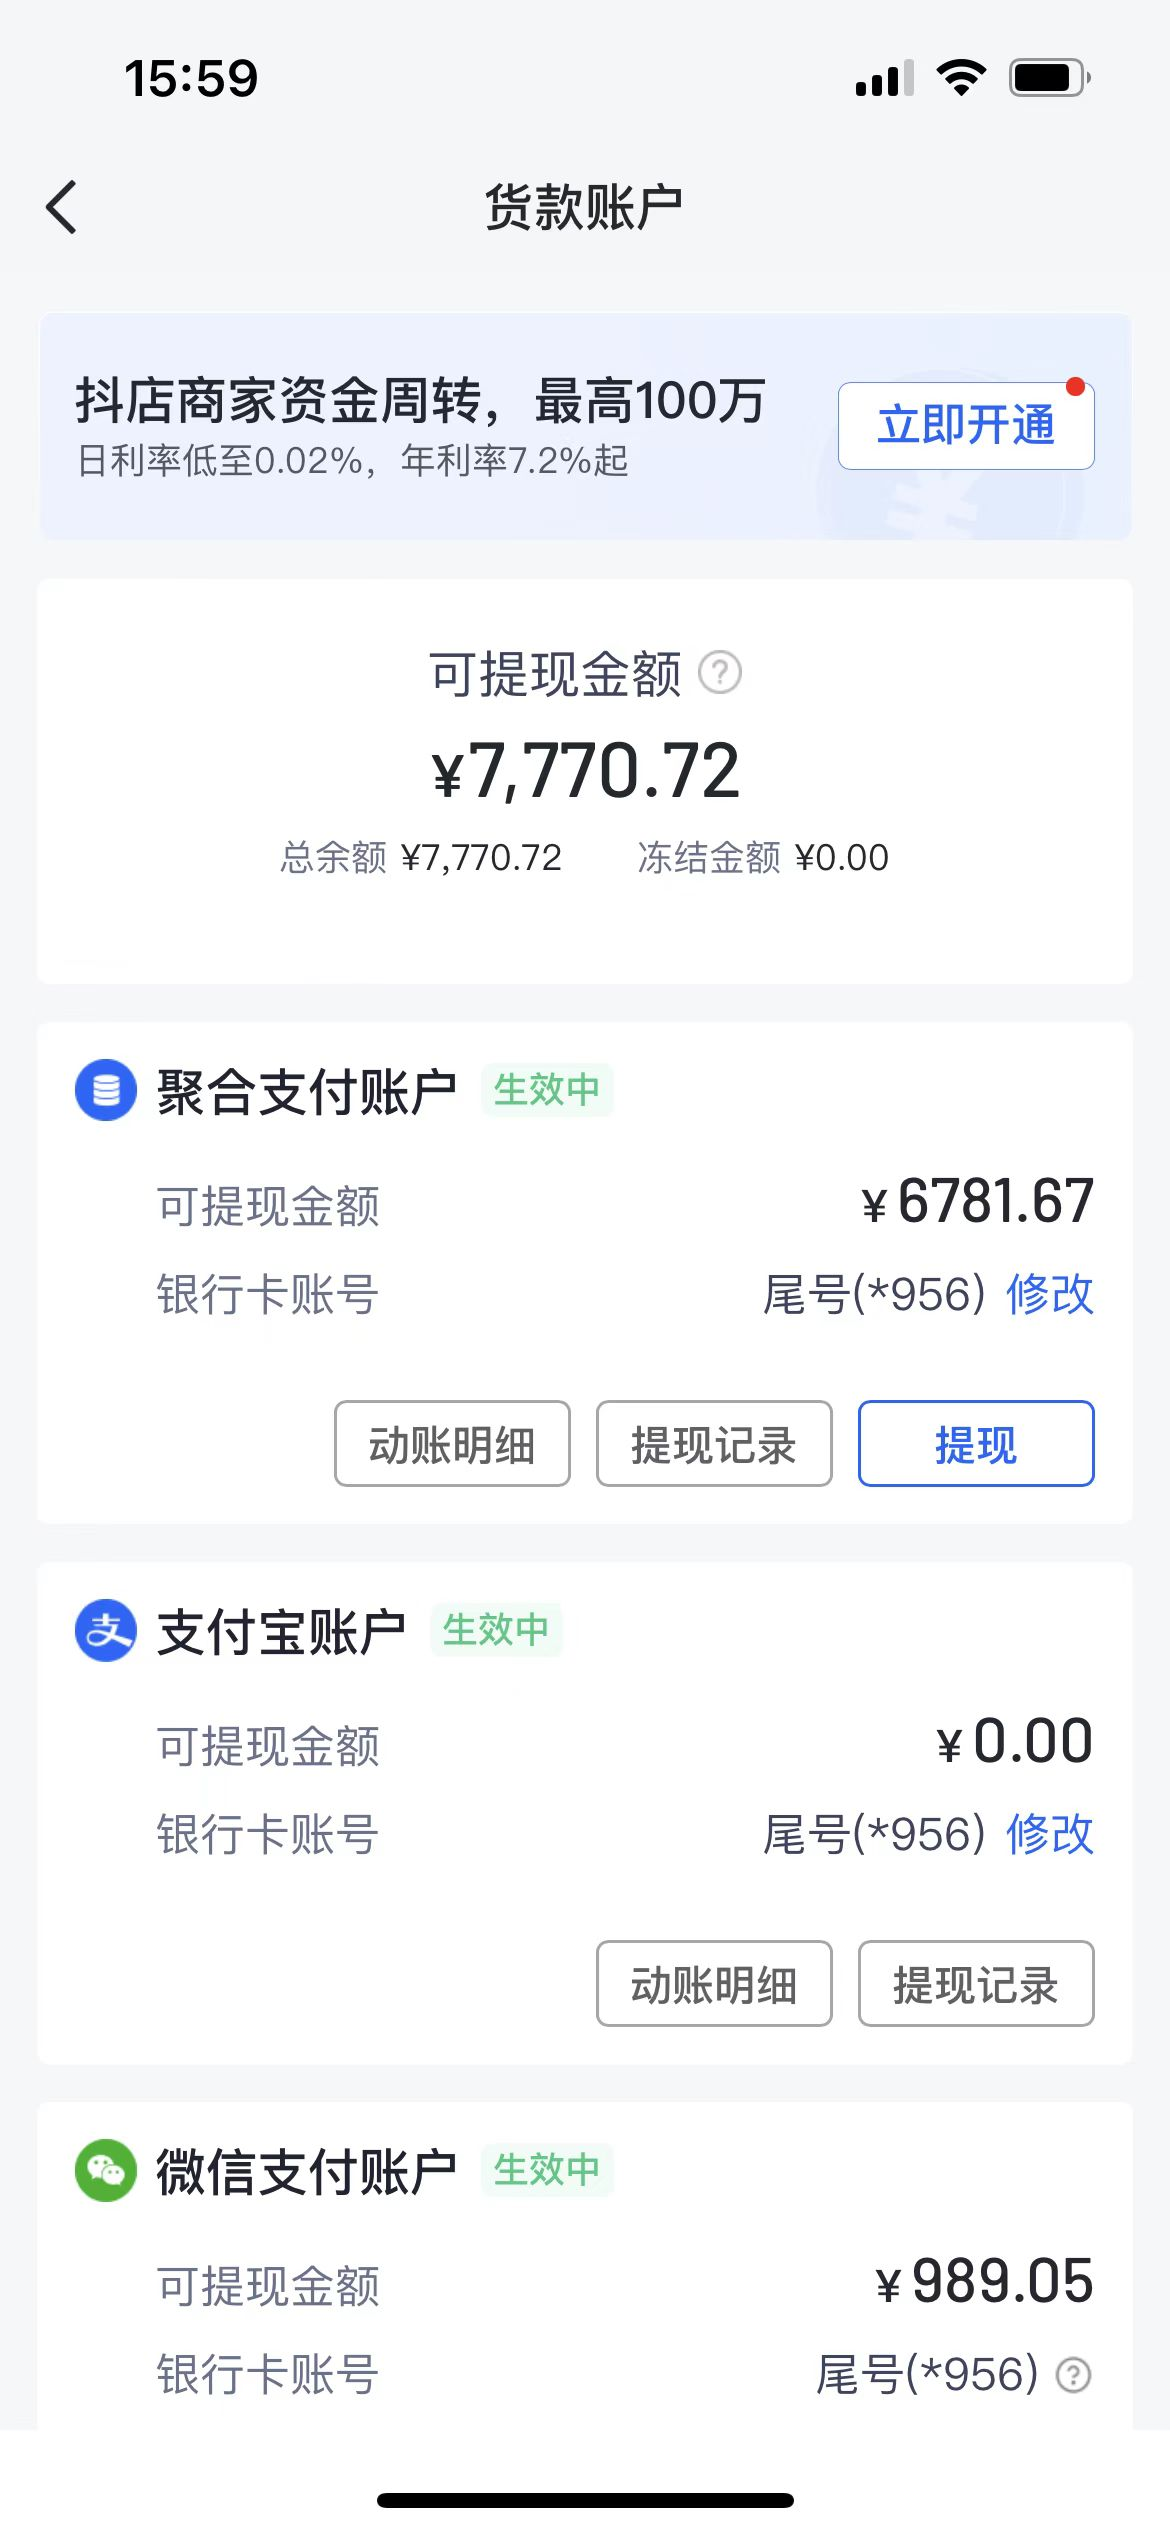 15:59
货款账户
抖店商家资金周转，最高100万
日利率低至0.02%，年利率7.2%起
立即开通
可提现金额 ?
¥7,770.72
总余额 ¥7,770.72 冻结金额 ¥0.00
聚合支付账户 生效中
可提现金额 ¥6781.67
银行卡账号 尾号(*956) 修改
动账明细 提现记录 提现
支付宝账户 生效中
可提现金额 ¥0.00
银行卡账号 尾号(*956) 修改
动账明细 提现记录
微信支付账户 生效中
可提现金额 ¥989.05
银行卡账号 尾号(*956) ?